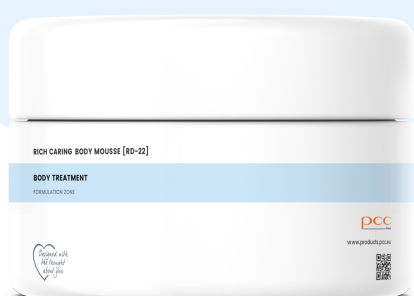 RICH CARING BODY MOUSSE [RD-22]
BODY TREATMENT
FORMULATION ZONE
pcc
www.products.pcc.eu
Designed with
the thought
about you